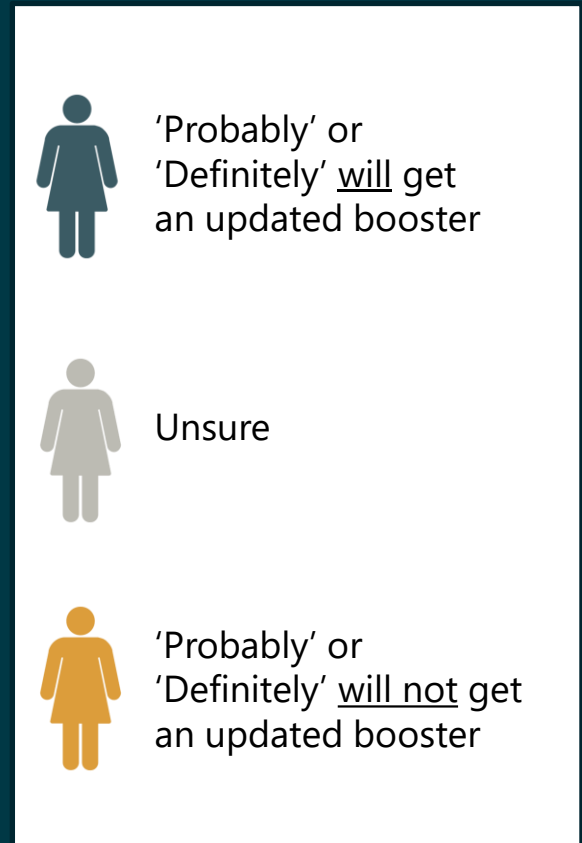 ‘Probably’ or
‘Definitely’ will get
an updated booster
Unsure
‘Probably’ or
‘Definitely’ will not get
an updated booster